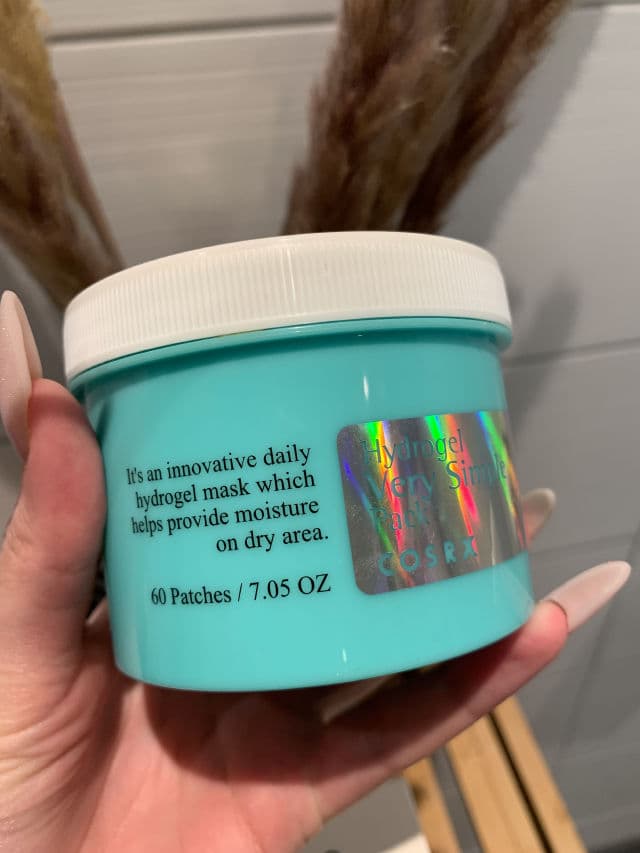 It's an innovative daily
hydrogel mask which
helps provide moisture
on dry area.
60 Patches / 7.05 OZ
Hydrogel
Very Simple
Pack
COSRX